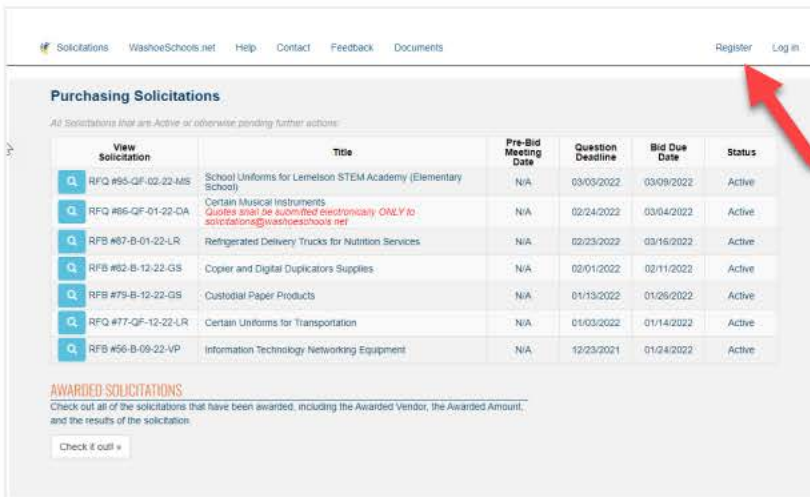 Solicitations WashoeSchools.net Help Contact Feedback Documents Register Log in
Purchasing Solicitations
All Solicitations that are Active or otherwise pending further actions:
View Solicitation Title Pre-Bid Meeting Date Question Deadline Bid Due Date Status
RFQ #95-QF-02-22-MS School Uniforms for Lemelson STEM Academy (Elementary School) N/A 03/03/2022 03/09/2022 Active
RFQ #86-QF-01-22-DA Certain Musical Instruments
Quotes shall be submitted electronically ONLY to
solicitations@washoeschools.net N/A 02/24/2022 03/04/2022 Active
RFB #87-B-01-22-LR Refrigerated Delivery Trucks for Nutrition Services N/A 02/23/2022 03/16/2022 Active
RFB #82-B-12-22-GS Copier and Digital Duplicators Supplies N/A 02/01/2022 02/11/2022 Active
RFB #79-B-12-22-GS Custodial Paper Products N/A 01/13/2022 01/26/2022 Active
RFQ #77-QF-12-22-LR Certain Uniforms for Transportation N/A 01/03/2022 01/14/2022 Active
RFB #56-B-09-22-VP Information Technology Networking Equipment N/A 12/23/2021 01/24/2022 Active
AWARDED SOLICITATIONS
Check out all of the solicitations that have been awarded, including the Awarded Vendor, the Awarded Amount,
and the results of the solicitation.
Check it out! »